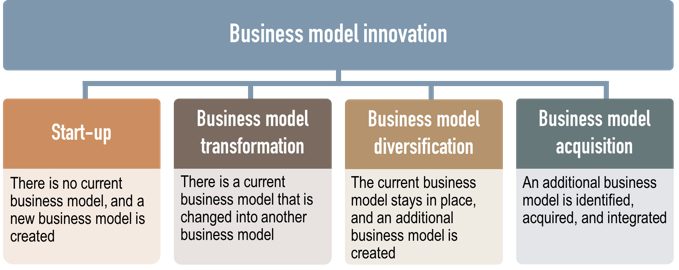 Business model innovation
Start-up
There is no current
business model, and a
new business model is
created
Business model
transformation
There is a current
business model that is
changed into another
business model
Business model
diversification
The current business
model stays in place,
and an additional
business model is
created
Business model
acquisition
An additional business
model is identified,
acquired, and integrated